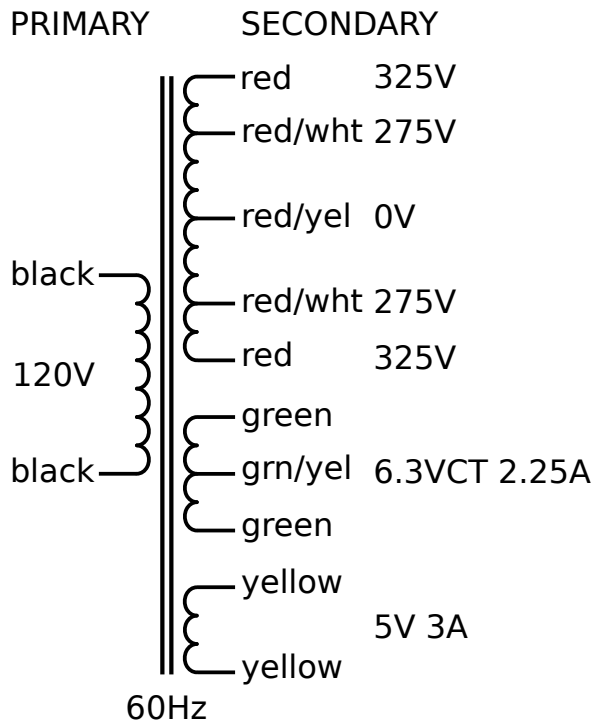 PRIMARY SECONDARY
red 325V
red/wht 275V
red/yel 0V
black
red/wht 275V
red 325V
120V
green
black
grn/yel 6.3VCT 2.25A
green
yellow
5V 3A
yellow
60Hz